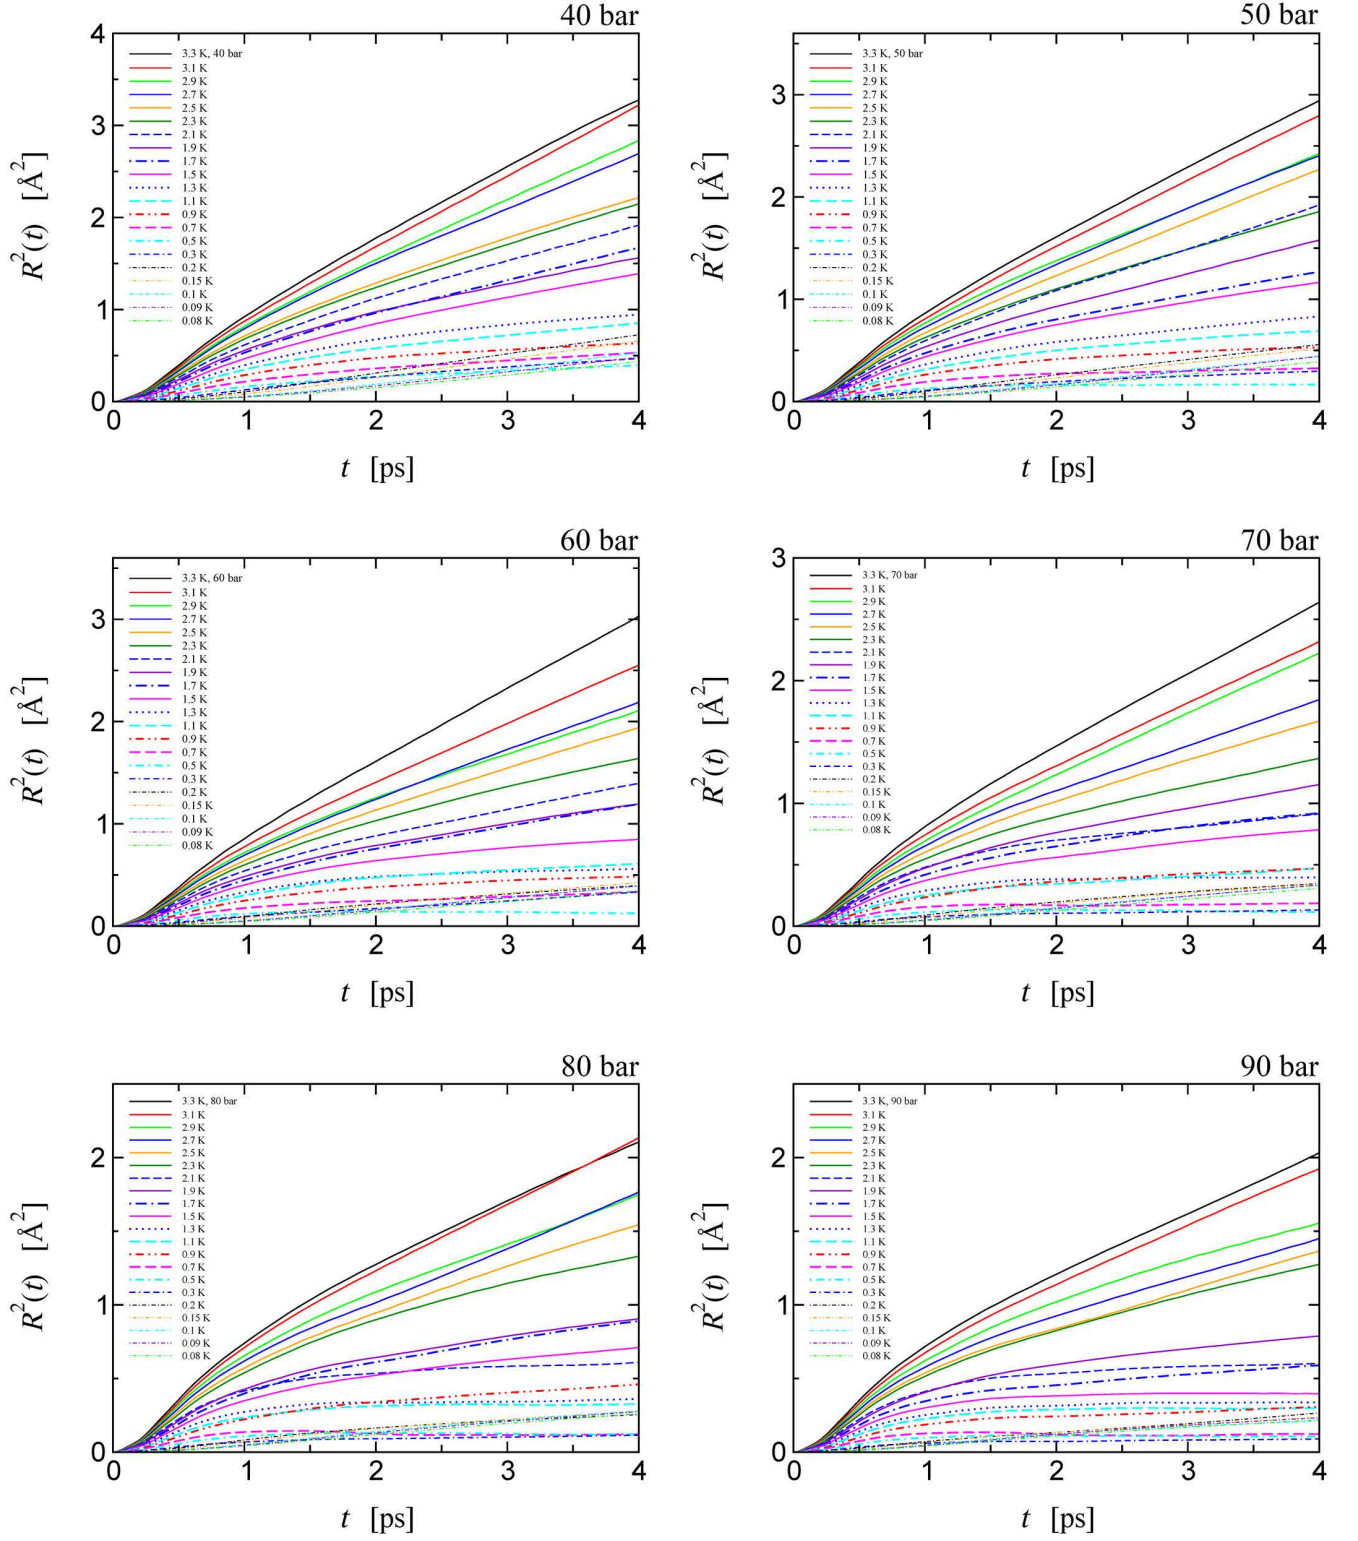 40 bar
4
3
2
1
0
R²(t) [Å²]
3.3 K, 40 bar
3.1 K
2.9 K
2.7 K
2.5 K
2.3 K
2.1 K
1.9 K
1.7 K
1.5 K
1.3 K
1.1 K
0.9 K
0.7 K
0.5 K
0.3 K
0.2 K
0.15 K
0.1 K
0.09 K
0.08 K
0 1 2 3 4
t [ps]
50 bar
3
2
1
0
R²(t) [Å²]
3.3 K, 50 bar
3.1 K
2.9 K
2.7 K
2.5 K
2.3 K
2.1 K
1.9 K
1.7 K
1.5 K
1.3 K
1.1 K
0.9 K
0.7 K
0.5 K
0.3 K
0.2 K
0.15 K
0.1 K
0.09 K
0.08 K
0 1 2 3 4
t [ps]
60 bar
3
2
1
0
R²(t) [Å²]
3.3 K, 60 bar
3.1 K
2.9 K
2.7 K
2.5 K
2.3 K
2.1 K
1.9 K
1.7 K
1.5 K
1.3 K
1.1 K
0.9 K
0.7 K
0.5 K
0.3 K
0.2 K
0.15 K
0.1 K
0.09 K
0.08 K
0 1 2 3 4
t [ps]
70 bar
3
2
1
0
R²(t) [Å²]
3.3 K, 70 bar
3.1 K
2.9 K
2.7 K
2.5 K
2.3 K
2.1 K
1.9 K
1.7 K
1.5 K
1.3 K
1.1 K
0.9 K
0.7 K
0.5 K
0.3 K
0.2 K
0.15 K
0.1 K
0.09 K
0.08 K
0 1 2 3 4
t [ps]
80 bar
2
1
0
R²(t) [Å²]
3.3 K, 80 bar
3.1 K
2.9 K
2.7 K
2.5 K
2.3 K
2.1 K
1.9 K
1.7 K
1.5 K
1.3 K
1.1 K
0.9 K
0.7 K
0.5 K
0.3 K
0.2 K
0.15 K
0.1 K
0.09 K
0.08 K
0 1 2 3 4
t [ps]
90 bar
2
1
0
R²(t) [Å²]
3.3 K, 90 bar
3.1 K
2.9 K
2.7 K
2.5 K
2.3 K
2.1 K
1.9 K
1.7 K
1.5 K
1.3 K
1.1 K
0.9 K
0.7 K
0.5 K
0.3 K
0.2 K
0.15 K
0.1 K
0.09 K
0.08 K
0 1 2 3 4
t [ps]